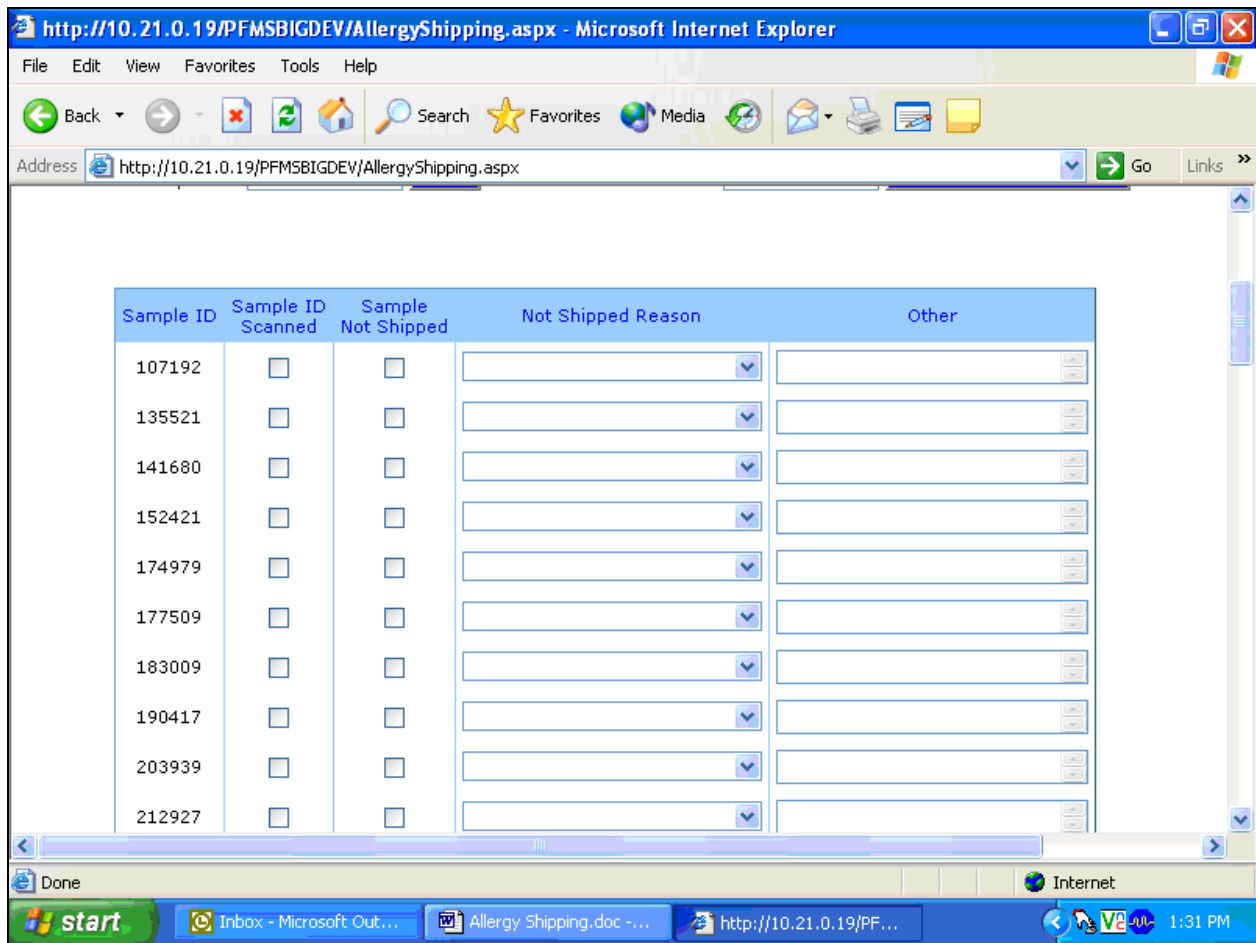 http://10.21.0.19/PFMSBIGDEV/AllergyShipping.aspx - Microsoft Internet Explorer
File Edit View Favorites Tools Help
Back Search Favorites Media
Address http://10.21.0.19/PFMSBIGDEV/AllergyShipping.aspx Go Links »
Sample ID Sample ID Scanned Sample Not Shipped Not Shipped Reason Other
107192
135521
141680
152421
174979
177509
183009
190417
203939
212927
Done Internet
start Inbox - Microsoft Out... Allergy Shipping.doc -... http://10.21.0.19/PF... 1:31 PM